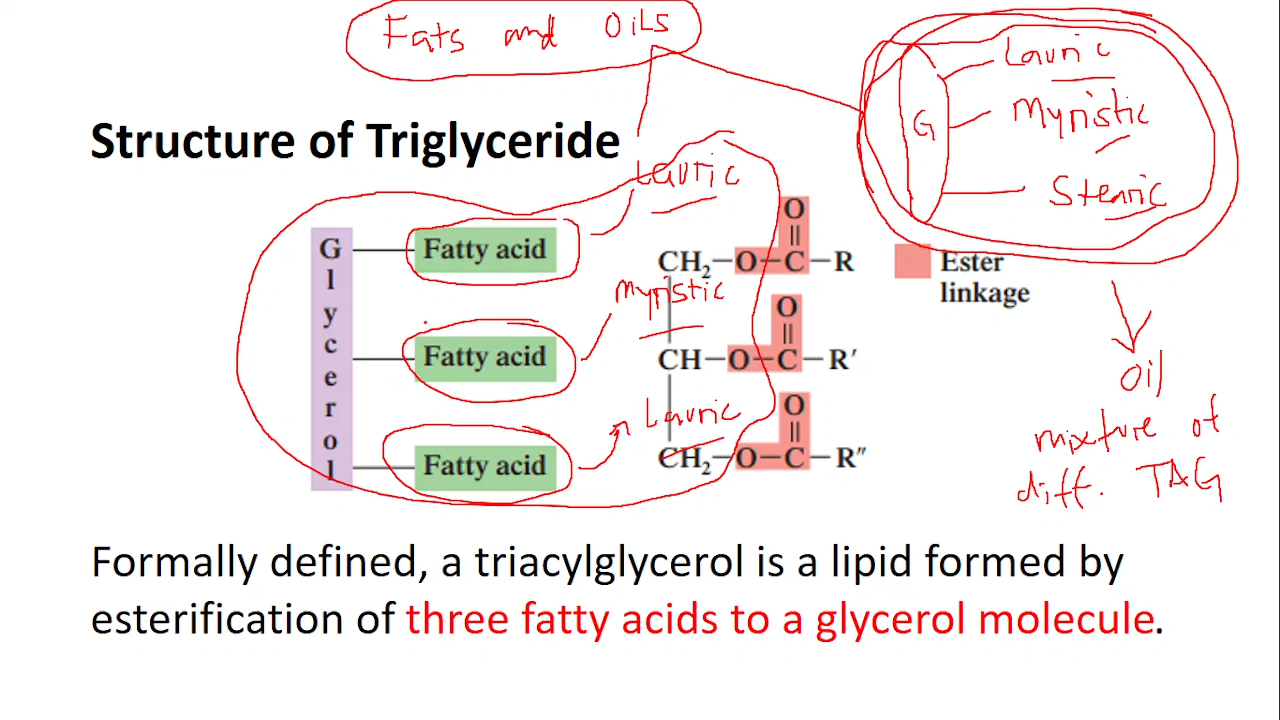 Fats and Oils
Lauric
G
Myristic
Stearic
Structure of Triglyceride
Lauric
Glycerol
Fatty acid
Fatty acid
Fatty acid
Myristic
Lauric
O
||
CH₂—O—C—R
O
||
CH—O—C—R′
O
||
CH₂—O—C—R″
Ester
linkage
Oil
mixture of
diff. TAG
Formally defined, a triacylglycerol is a lipid formed by
esterification of three fatty acids to a glycerol molecule.